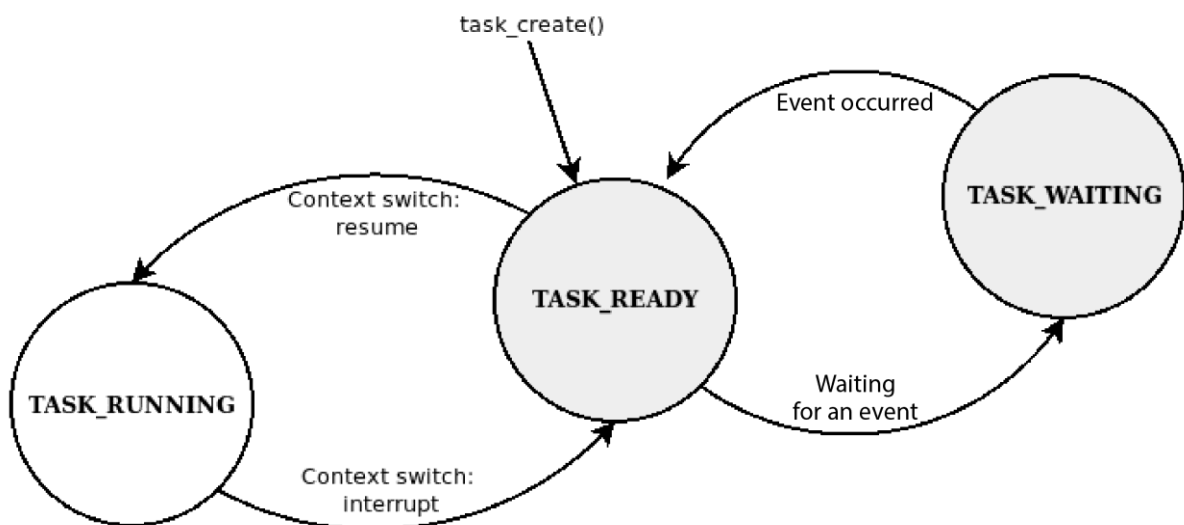 task_create()
Event occurred
TASK_WAITING
Context switch:
resume
TASK_READY
TASK_RUNNING
Waiting
for an event
Context switch:
interrupt